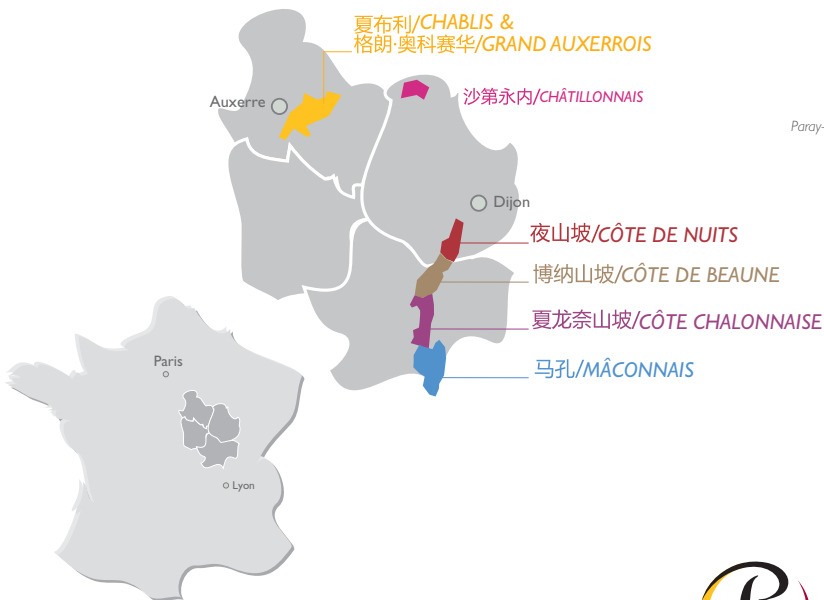 夏布利/CHABLIS &
格朗·奥科赛华/GRAND AUXERROIS
Auxerre
沙第永内/CHÂTILLONNAIS
Paray-
Dijon
夜山坡/CÔTE DE NUITS
博纳山坡/CÔTE DE BEAUNE
夏龙奈山坡/CÔTE CHALONNAISE
马孔/MÂCONNAIS
Paris
Lyon